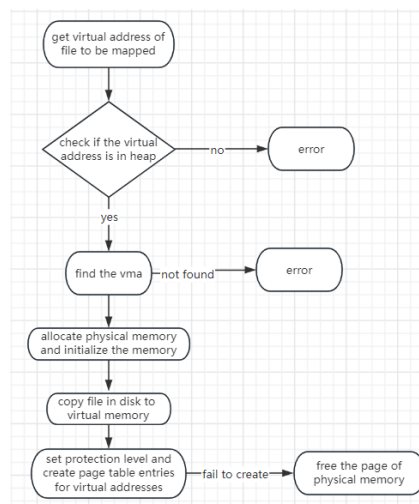 get virtual address of
file to be mapped
check if the virtual
address is in heap
no
error
yes
find the vma
not found
error
allocate physical memory
and initialize the memory
copy file in disk to
virtual memory
set protection level and
create page table entries
for virtual addresses
fail to create
free the page of
physical memory